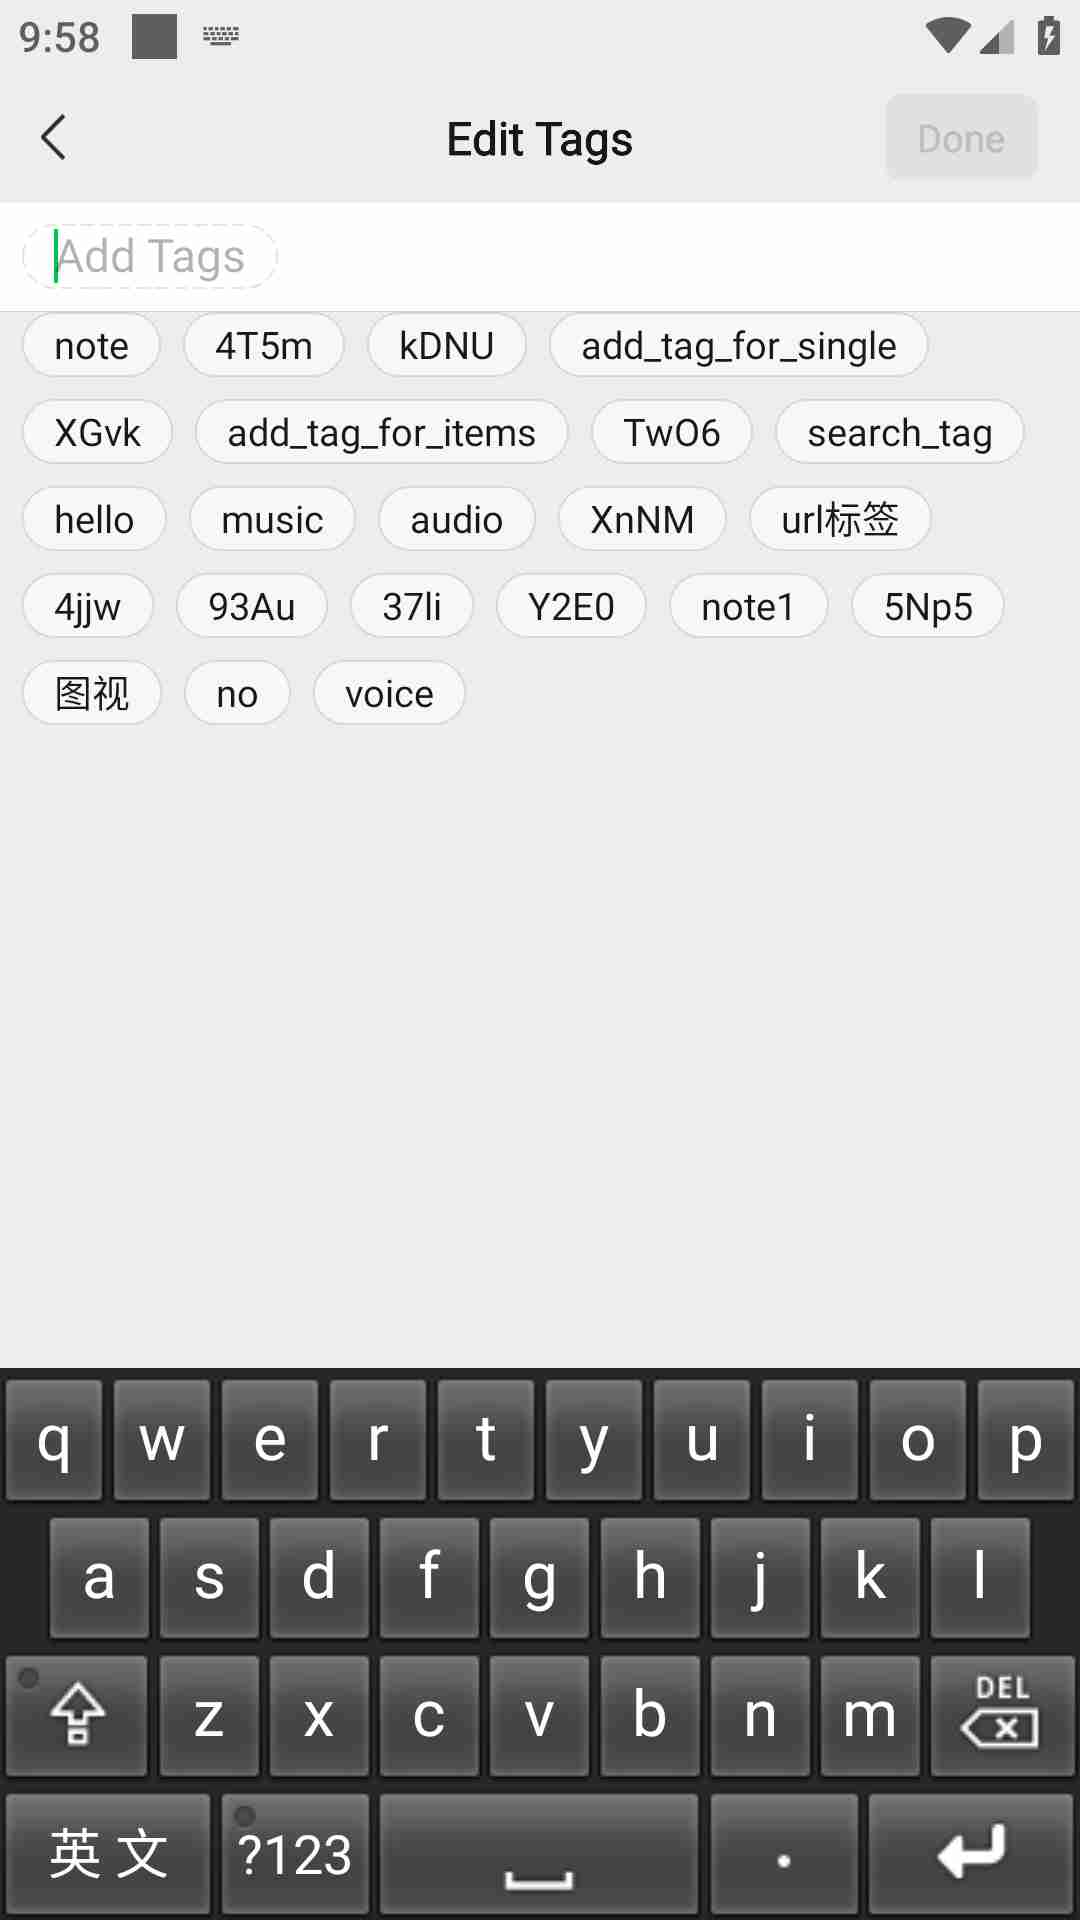 9:58
Edit Tags Done
Add Tags
note 4T5m kDNU add_tag_for_single
XGvk add_tag_for_items TwO6 search_tag
hello music audio XnNM url标签
4jjw 93Au 37li Y2E0 note1 5Np5
图视 no voice
q w e r t y u i o p
a s d f g h j k l
z x c v b n m DEL
英文 ?123 .